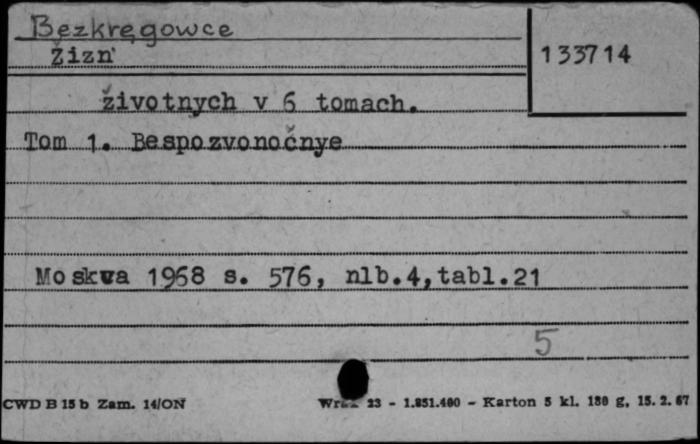 Bezkręgowce
Žizn'
133714
životnych v 6 tomach.
Tom 1. Bespozvonočnye
Moskwa 1968 s. 576, nlb.4,tabl.21
5
CWD B 15 b Zam. 14/ON
23 - 1.851.400 - Karton 5 kl. 180 g, 15. 2. 67